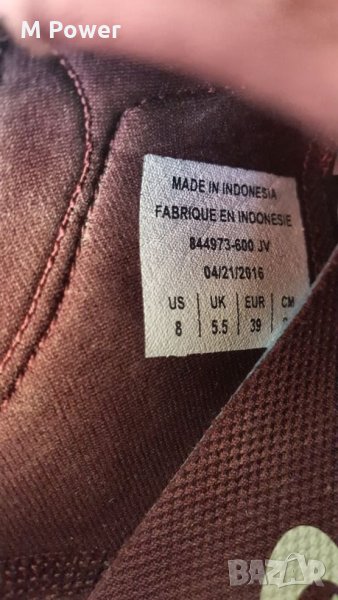 M Power
MADE IN INDONESIA
FABRIQUE EN INDONESIE
844973-600 JV
04/21/2016
US UK EUR CM
8 5.5 39
BAZAR